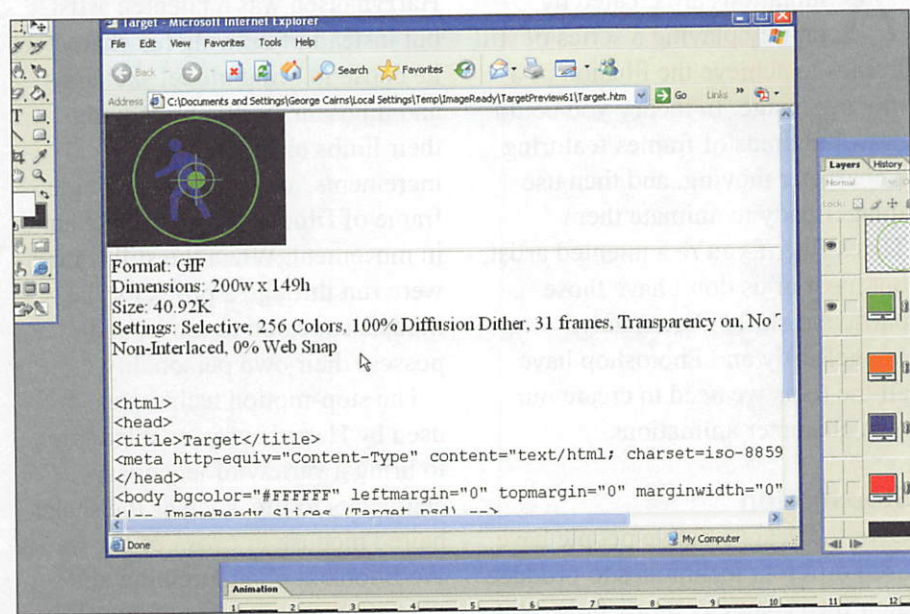 Target - Microsoft Internet Explorer
File Edit View Favorites Tools Help
Back Search Favorites
Address C:\Documents and Settings\George Cairns\Local Settings\Temp\ImageReady\TargetPreview61\Target.htm Go Links »
Format: GIF
Dimensions: 200w x 149h
Size: 40.92K
Settings: Selective, 256 Colors, 100% Diffusion Dither, 31 frames, Transparency on, No
Non-Interlaced, 0% Web Snap
<html>
<head>
<title>Target</title>
<meta http-equiv="Content-Type" content="text/html; charset=iso-8859
</head>
<body bgcolor="#FFFFFF" leftmargin="0" topmargin="0" marginwidth="0"
<!-- ImageReady Slices (Target.psd) -->
Done My Computer
Layers History
Normal
Lock:
Animation
1 2 3 4 5 6 7 8 9 10 11 12